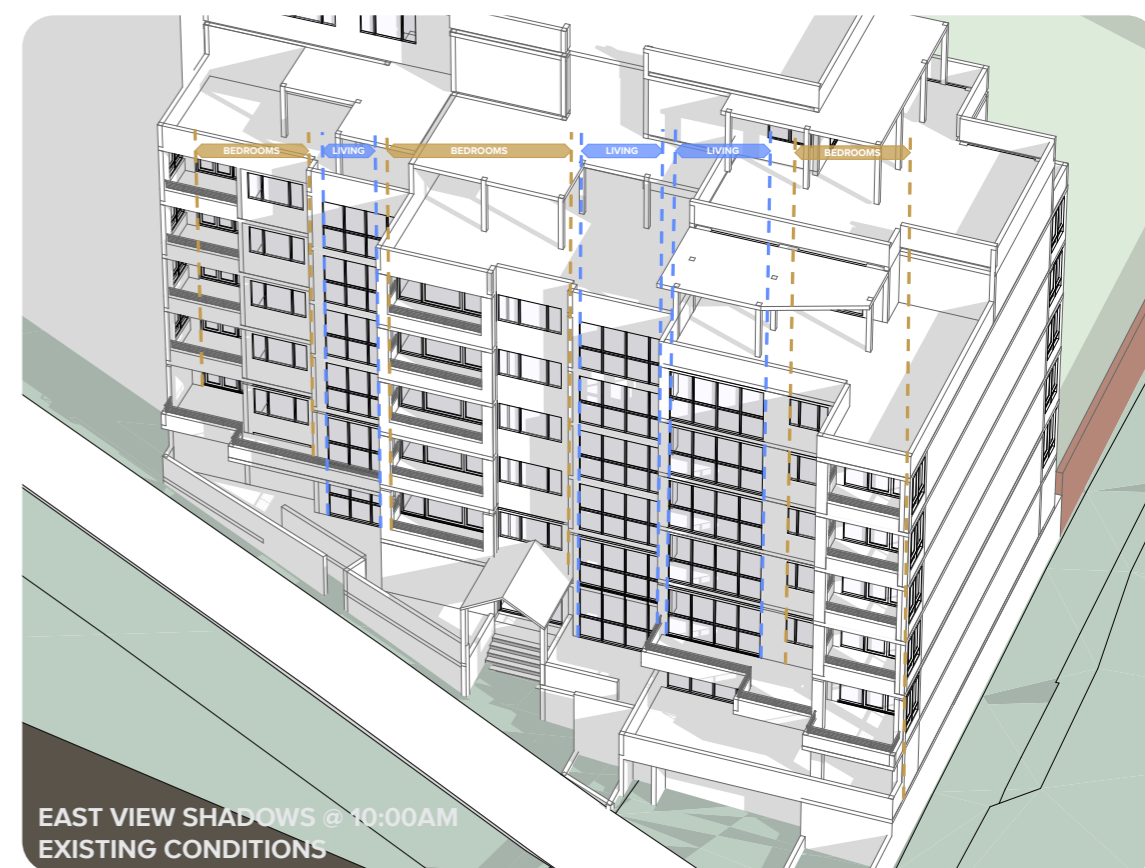 BEDROOMS
LIVING
BEDROOMS
LIVING
LIVING
BEDROOMS
EAST VIEW SHADOWS @ 10:00AM
EXISTING CONDITIONS